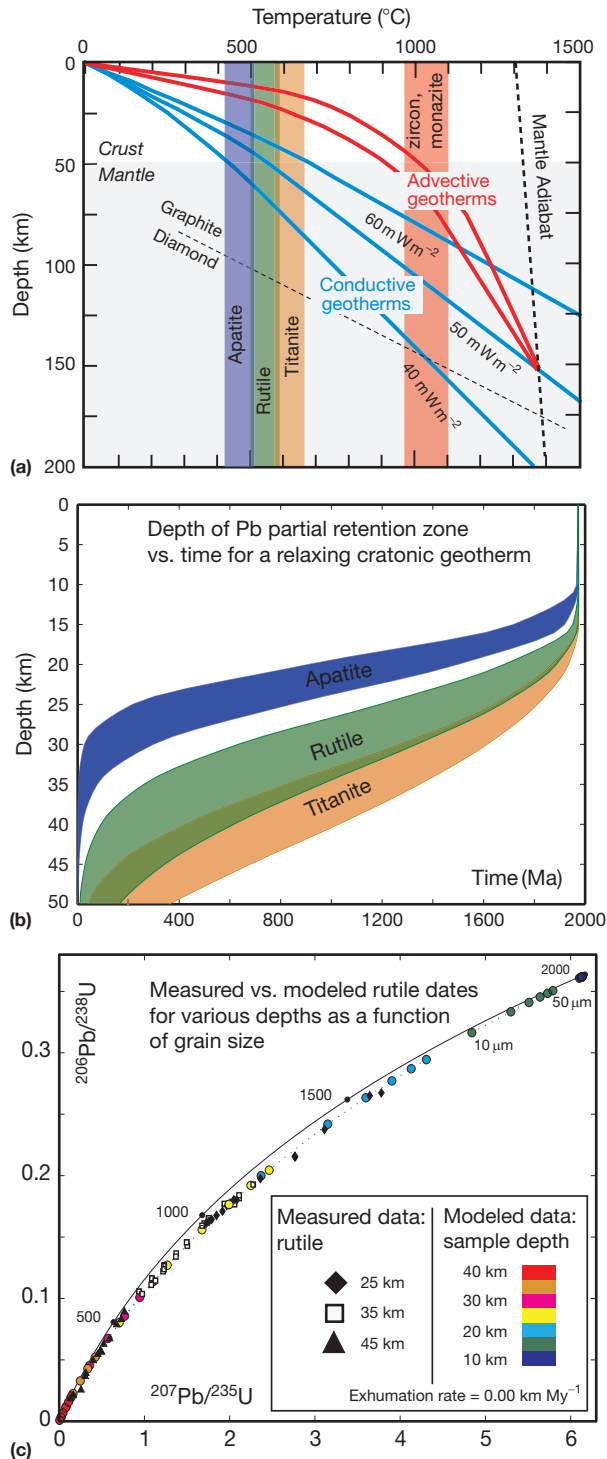 Temperature (°C)
0 500 1000 1500
0
50
100
150
200
Depth (km)
Crust
Mantle
Graphite
Diamond
Apatite
Rutile
Titanite
zircon,
monazite
Advective
geotherms
Conductive
geotherms
60 mW m−2
50 mW m−2
40 mW m−2
Mantle Adiabat
(a)
Depth of Pb partial retention zone
vs. time for a relaxing cratonic geotherm
0
5
10
15
20
25
30
35
40
45
50
Depth (km)
Apatite
Rutile
Titanite
Time (Ma)
0 400 800 1200 1600 2000
(b)
Measured vs. modeled rutile dates
for various depths as a function
of grain size
206Pb/238U
0.3
0.2
0.1
0
2000
50 µm
10 µm
1500
1000
500
207Pb/235U
Measured data:
rutile
25 km
35 km
45 km
Modeled data:
sample depth
40 km
30 km
20 km
10 km
Exhumation rate = 0.00 km My−1
0 1 2 3 4 5 6
(c)